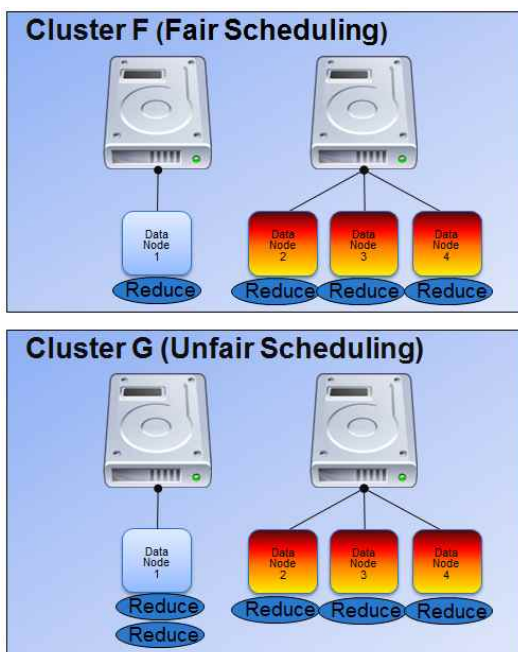 Cluster F (Fair Scheduling)
Data
Node
1
Data
Node
2
Data
Node
3
Data
Node
4
Reduce
Reduce
Reduce
Reduce
Cluster G (Unfair Scheduling)
Data
Node
1
Data
Node
2
Data
Node
3
Data
Node
4
Reduce
Reduce
Reduce
Reduce
Reduce